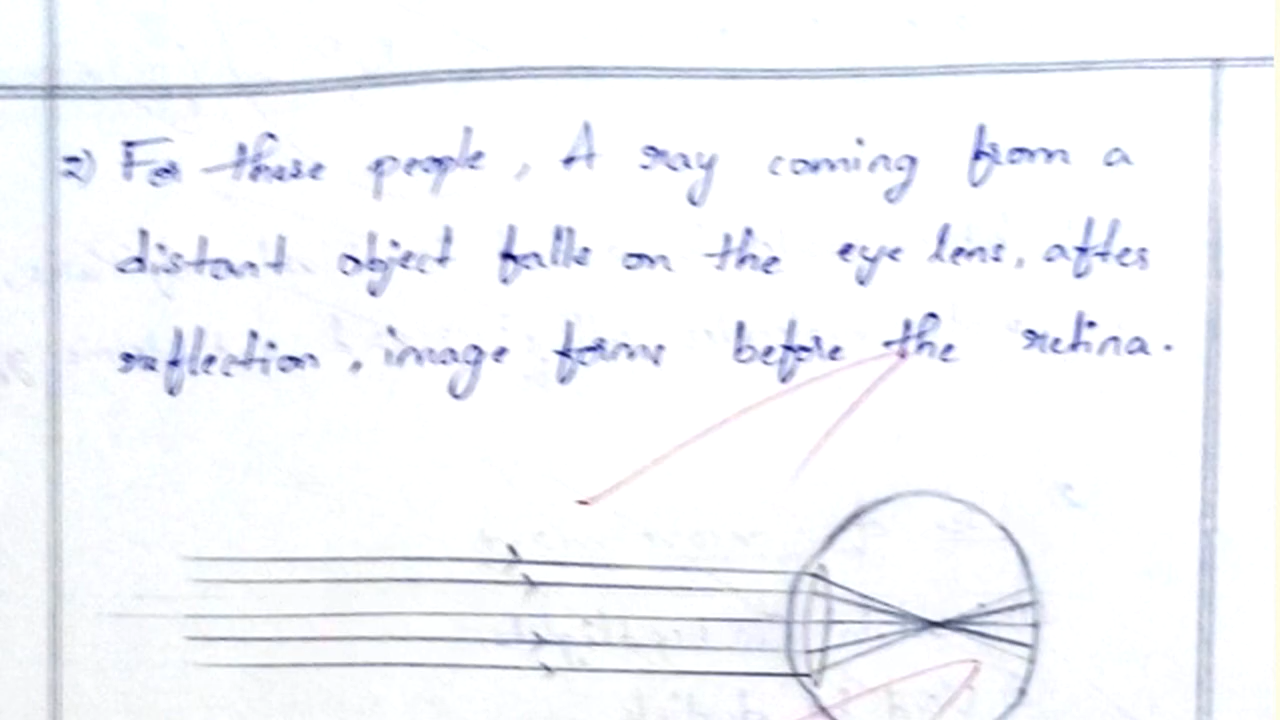 2) For these people, A ray coming from a
distant object falls on the eye lens, after
reflection, image forms before the retina.